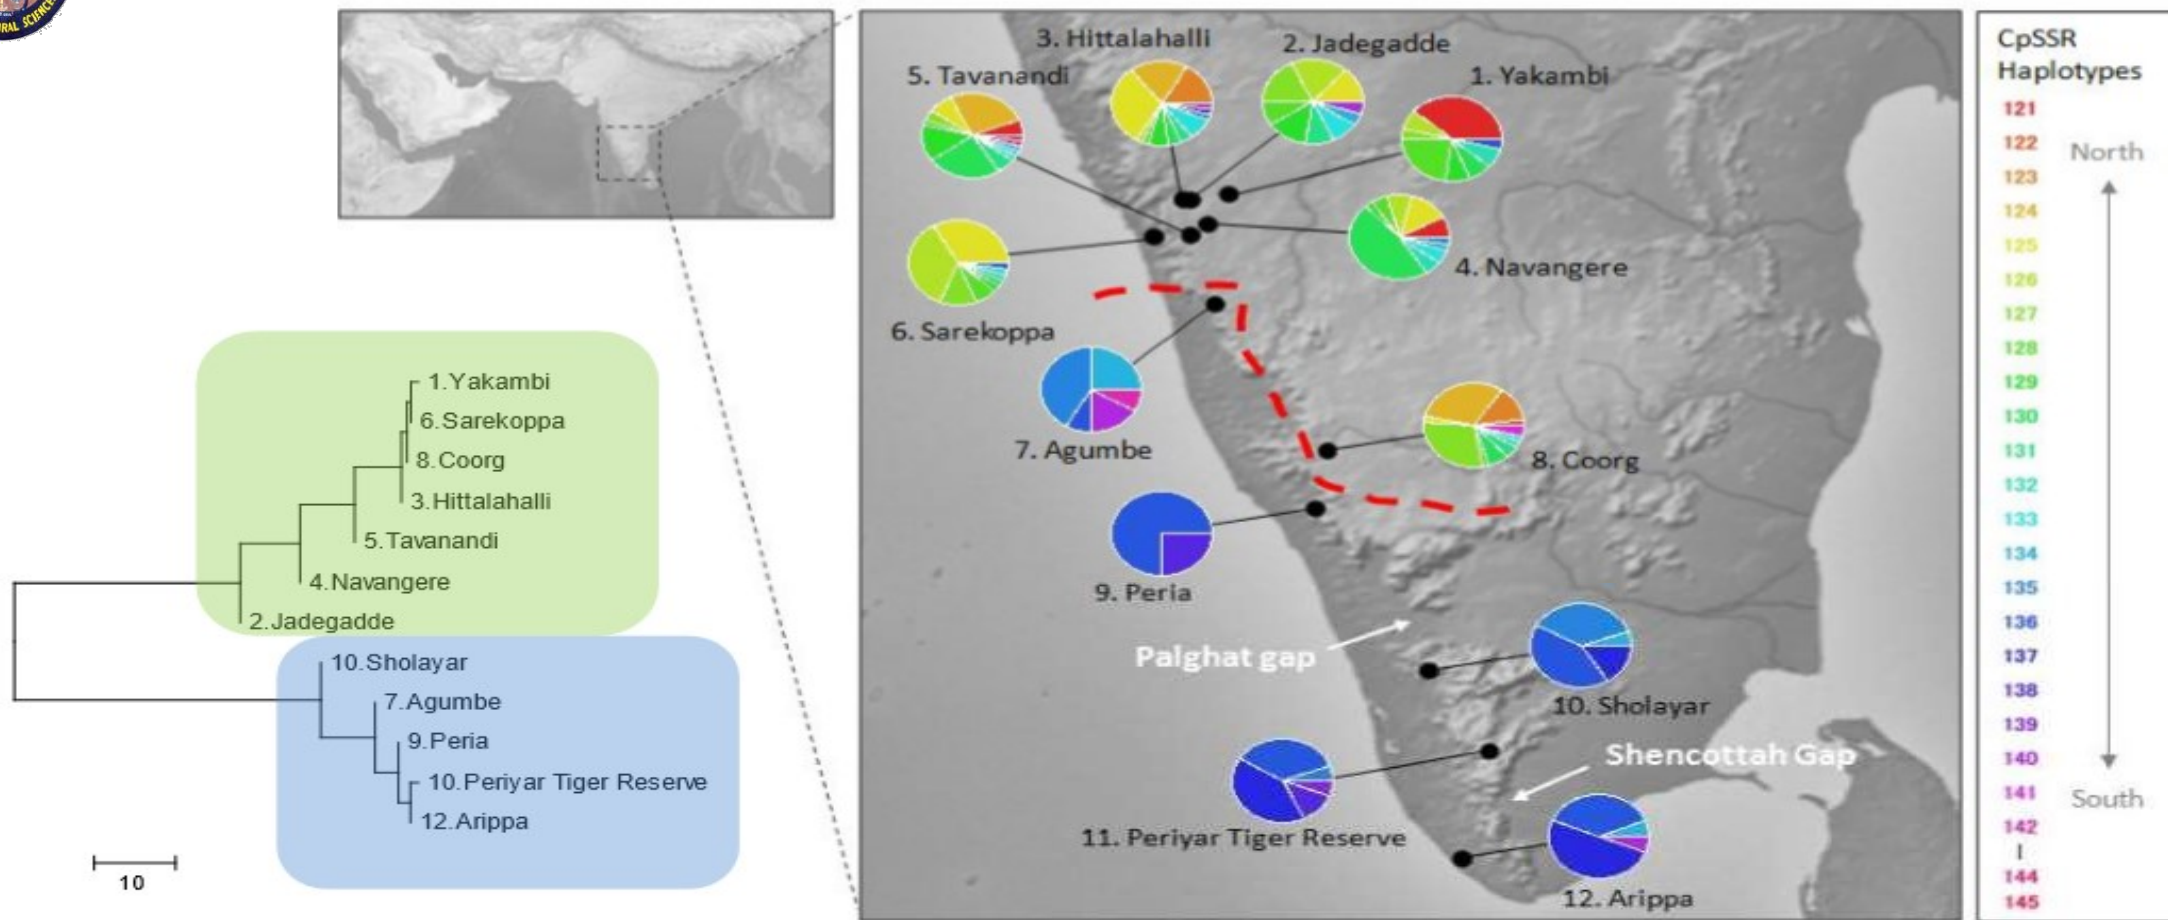 RAL SCIEN
3. Hittalahalli
2. Jadegadde
5. Tavanandi
1. Yakambi
4. Navangere
6. Sarekoppa
7. Agumbe
8. Coorg
9. Peria
Palghat gap
10. Sholayar
Shencottah Gap
11. Periyar Tiger Reserve
12. Arippa
1.Yakambi
6.Sarekoppa
8.Coorg
3.Hittalahalli
5.Tavanandi
4.Navangere
2.Jadegadde
10.Sholayar
7.Agumbe
9.Peria
10.Periyar Tiger Reserve
12.Arippa
10
CpSSR
Haplotypes
121
122
123
124
125
126
127
128
129
130
131
132
133
134
135
136
137
138
139
140
141
142
144
145
North
South